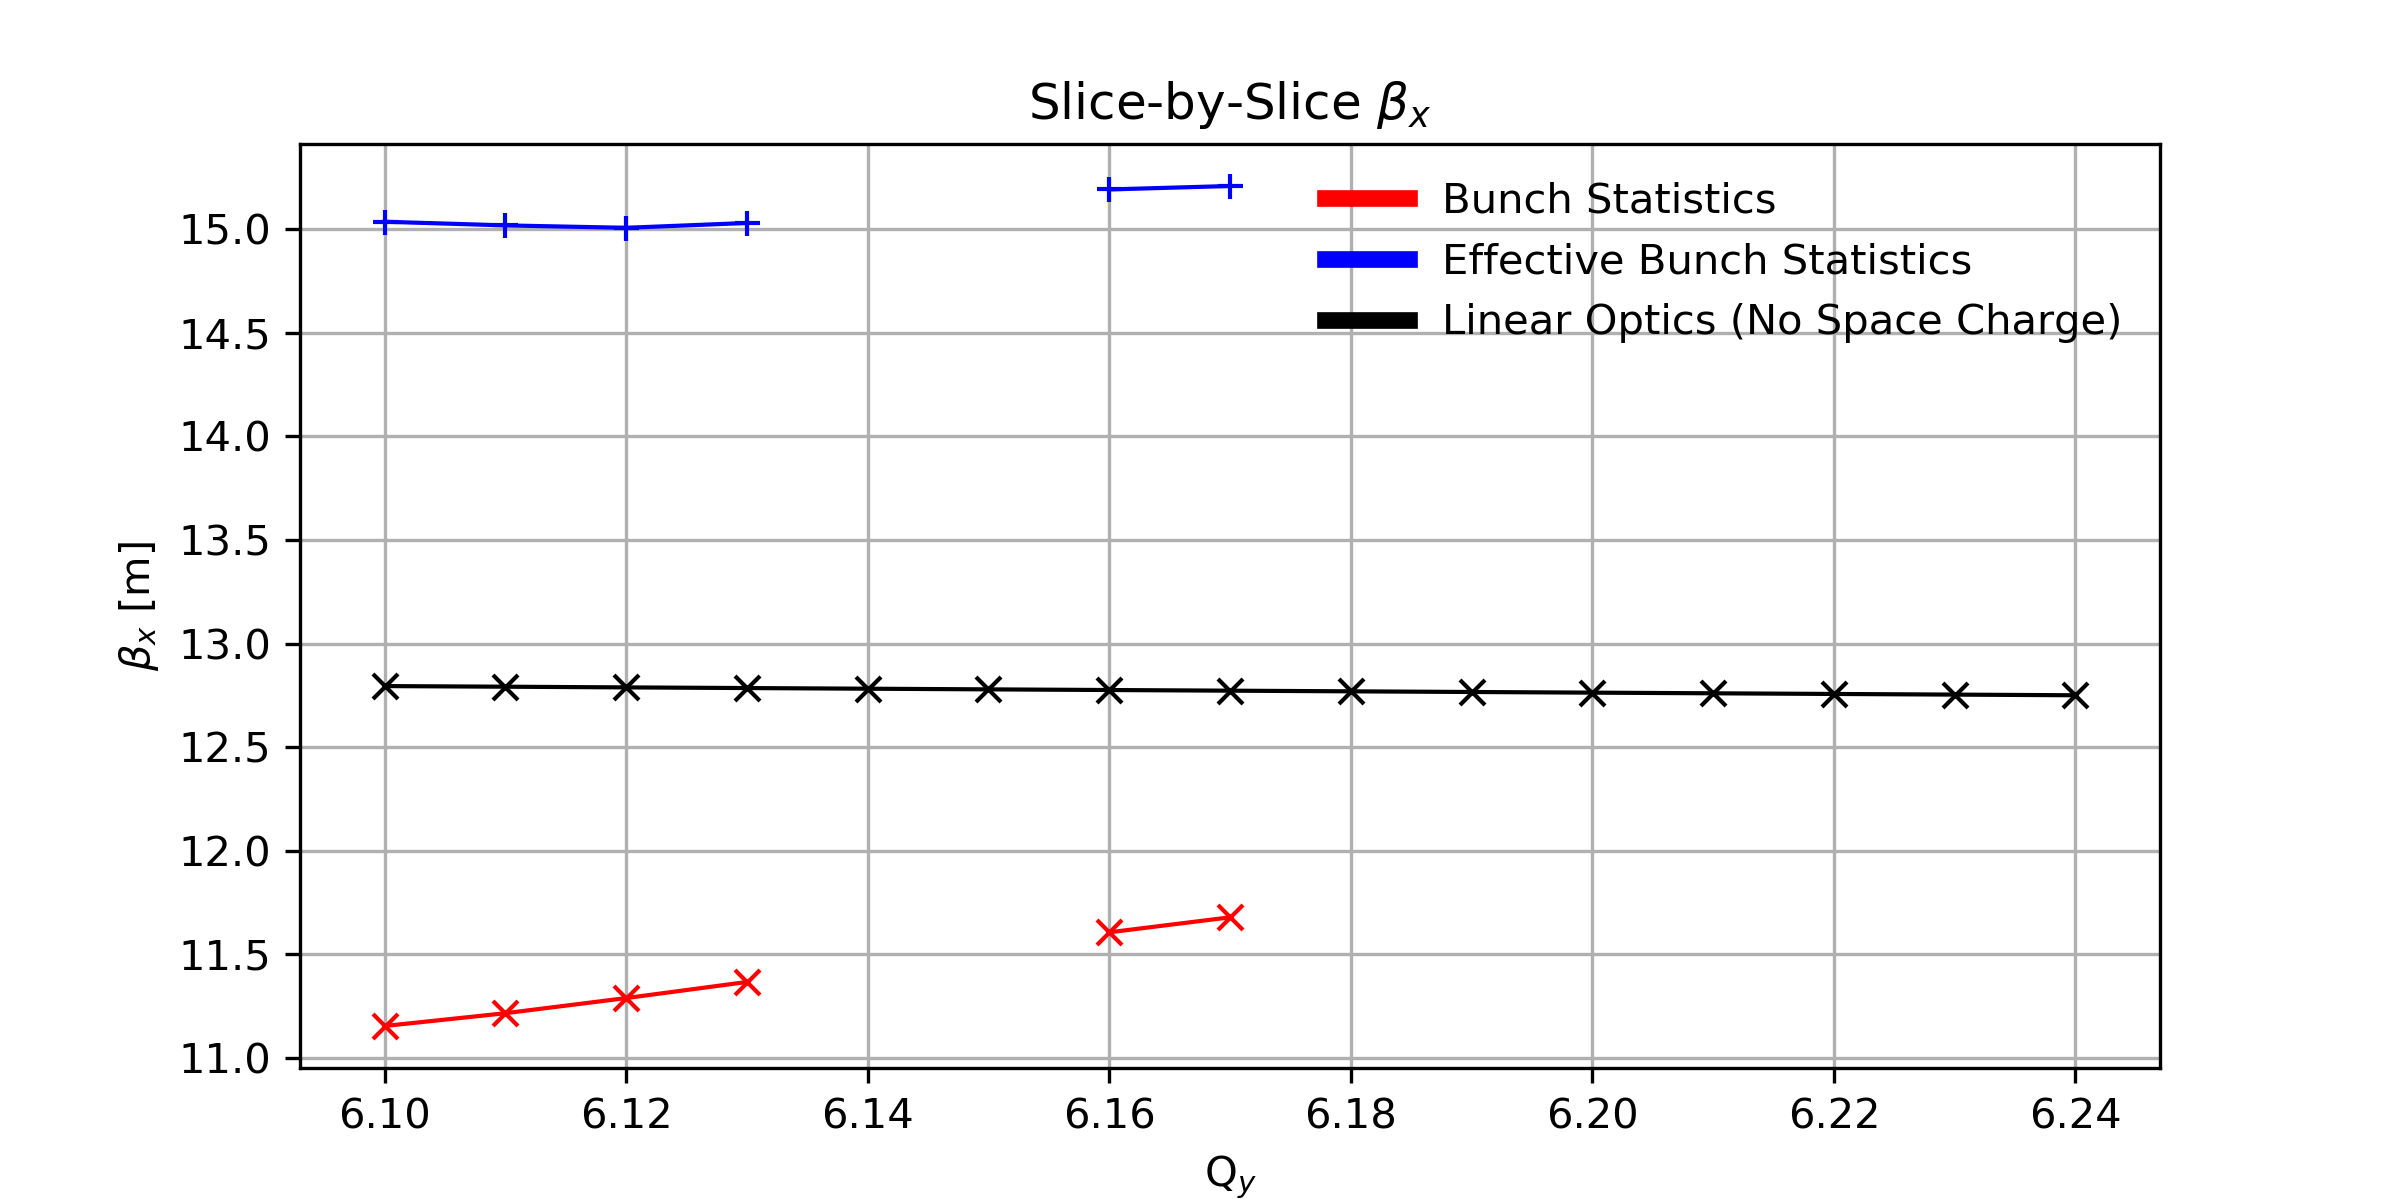 Slice-by-Slice βx
Bunch Statistics
Effective Bunch Statistics
Linear Optics (No Space Charge)
βx [m]
15.0
14.5
14.0
13.5
13.0
12.5
12.0
11.5
11.0
6.10 6.12 6.14 6.16 6.18 6.20 6.22 6.24
Qy